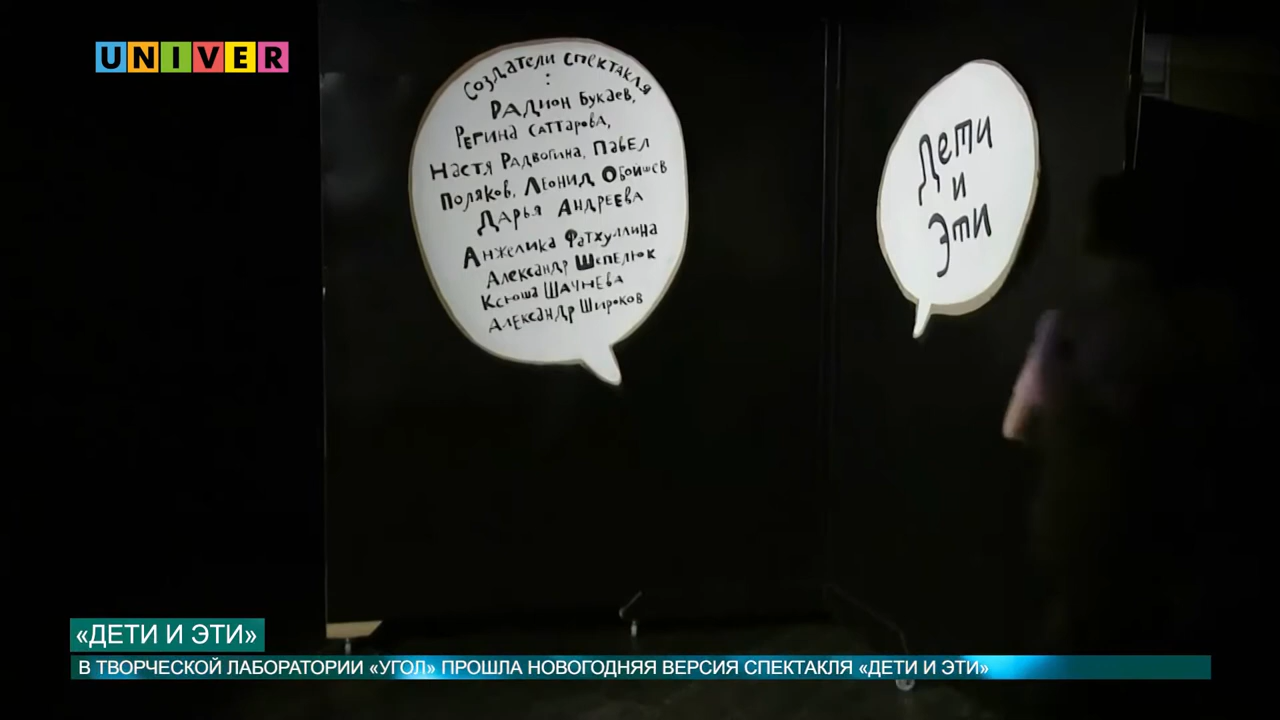 UNIVER
Создатели спектакля
:
Радион Букаев,
Регина Саттарова,
Настя Радвогина, Павел
Поляков, Леонид Обойшев
Дарья Андреева
Анжелика Фатхуллина
Александр Шепелюк
Ксюша Шачнева
Александр Широков
Дети
и
Эти
«ДЕТИ И ЭТИ»
В ТВОРЧЕСКОЙ ЛАБОРАТОРИИ «УГОЛ» ПРОШЛА НОВОГОДНЯЯ ВЕРСИЯ СПЕКТАКЛЯ «ДЕТИ И ЭТИ»